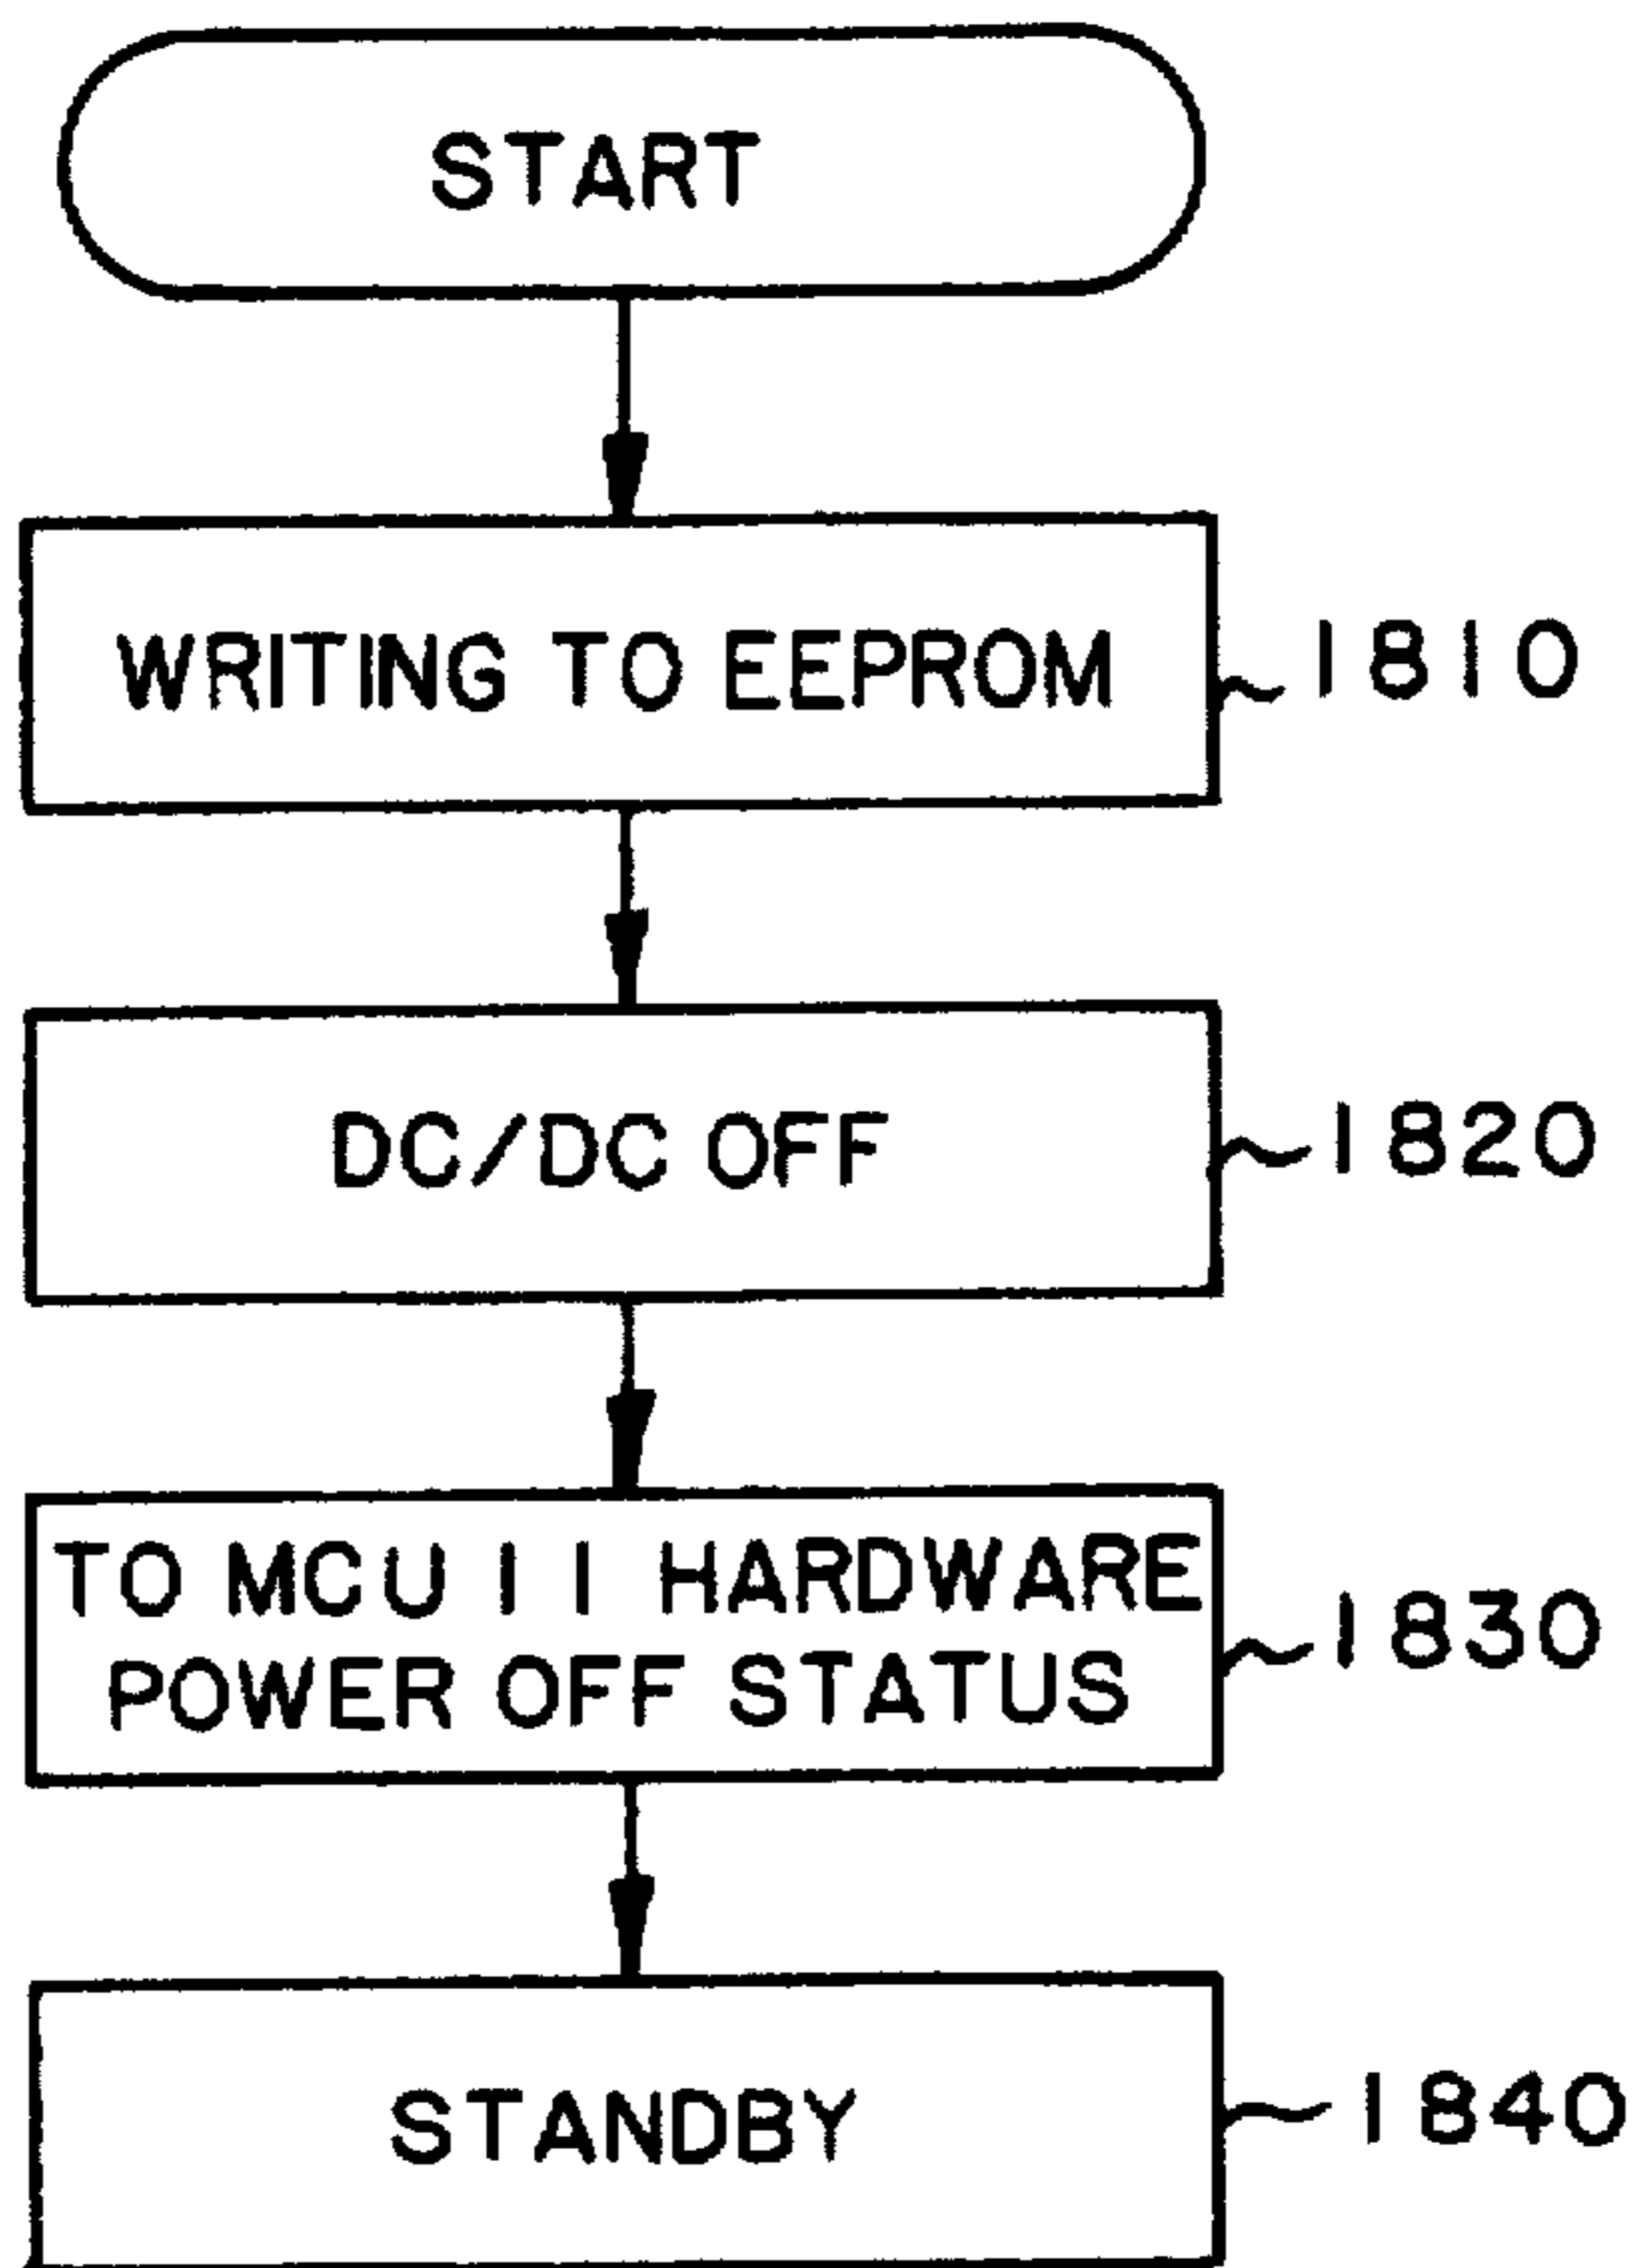 START
WRITING TO EEPROM
1810
DC/DC OFF
1820
TO MCU 11 HARDWARE
POWER OFF STATUS
1830
STANDBY
1840